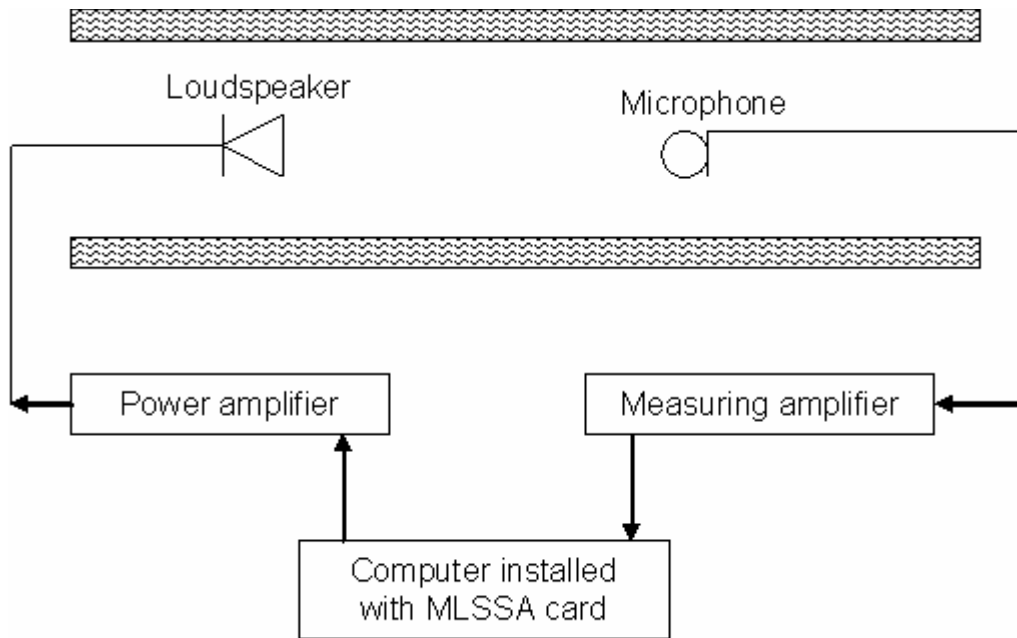 Loudspeaker
Microphone
Power amplifier
Measuring amplifier
Computer installed
with MLSSA card